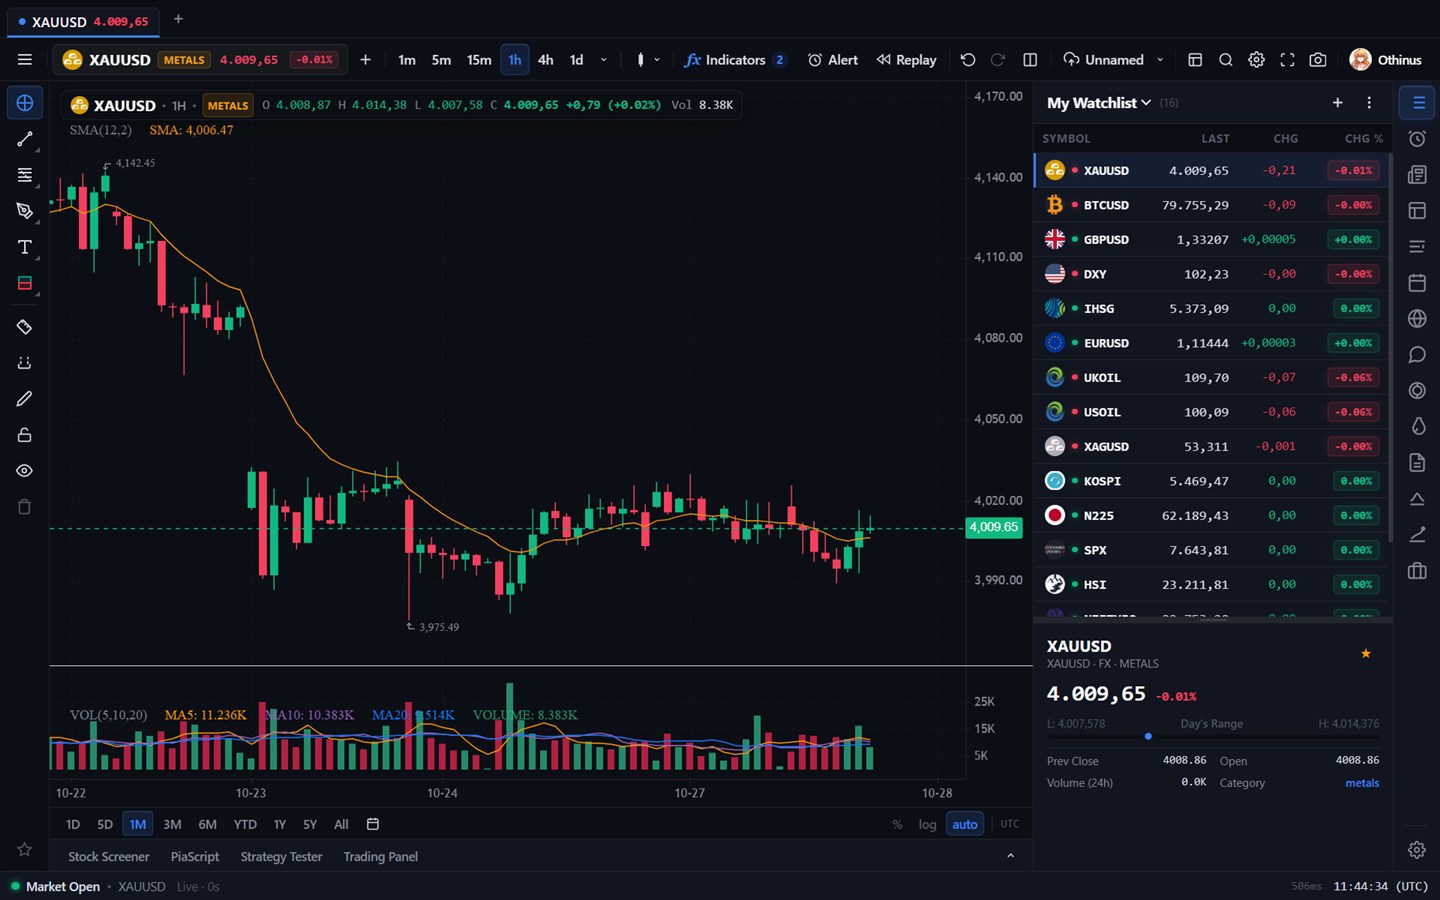 XAUUSD 4.009,65 +
XAUUSD METALS 4.009,65 -0.01% + 1m 5m 15m 1h 4h 1d fx Indicators 2 Alert Replay Unnamed Othinus
XAUUSD · 1H · METALS O 4.008,87 H 4.014,38 L 4.007,58 C 4.009,65 +0,79 (+0.02%) Vol 8.38K
SMA(12,2) SMA: 4,006.47
4,142.45
3,975.49
4,170.00
4,140.00
4,110.00
4,080.00
4,050.00
4,020.00
4,009.65
3,990.00
VOL(5,10,20) MA5: 11.236K MA10: 10.383K MA20: 9.514K VOLUME: 8.383K
25K
15K
5K
10-22 10-23 10-24 10-27 10-28
1D 5D 1M 3M 6M YTD 1Y 5Y All % log auto UTC
Stock Screener PiaScript Strategy Tester Trading Panel
My Watchlist (16) +
SYMBOL LAST CHG CHG %
XAUUSD 4.009,65 -0,21 -0.01%
BTCUSD 79.755,29 -0,09 -0.00%
GBPUSD 1,33207 +0,00005 +0.00%
DXY 102,23 -0,00 -0.00%
IHSG 5.373,09 0,00 0.00%
EURUSD 1,11444 +0,00003 +0.00%
UKOIL 109,70 -0,07 -0.06%
USOIL 100,09 -0,06 -0.06%
XAGUSD 53,311 -0,001 -0.00%
KOSPI 5.469,47 0,00 0.00%
N225 62.189,43 0,00 0.00%
SPX 7.643,81 0,00 0.00%
HSI 23.211,81 0,00 0.00%
XAUUSD
XAUUSD · FX · METALS
4.009,65 -0.01%
L: 4.007,578 Day's Range H: 4.014,376
Prev Close 4008.86 Open 4008.86
Volume (24h) 0.0K Category metals
Market Open · XAUUSD Live · 0s 506ms 11:44:34 (UTC)